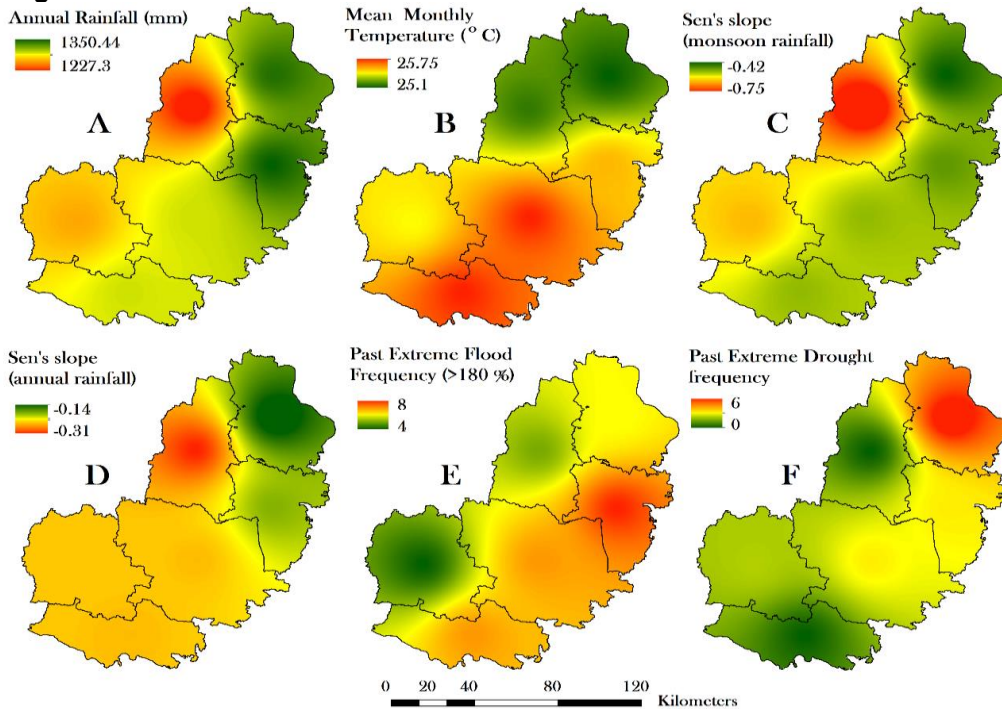 Annual Rainfall (mm)
1350.44
1227.3
A
Mean Monthly
Temperature (° C)
25.75
25.1
B
Sen's slope
(monsoon rainfall)
-0.42
-0.75
C
Sen's slope
(annual rainfall)
-0.14
-0.31
D
Past Extreme Flood
Frequency (>180 %)
8
4
E
Past Extreme Drought
frequency
6
0
F
0 20 40 80 120
Kilometers